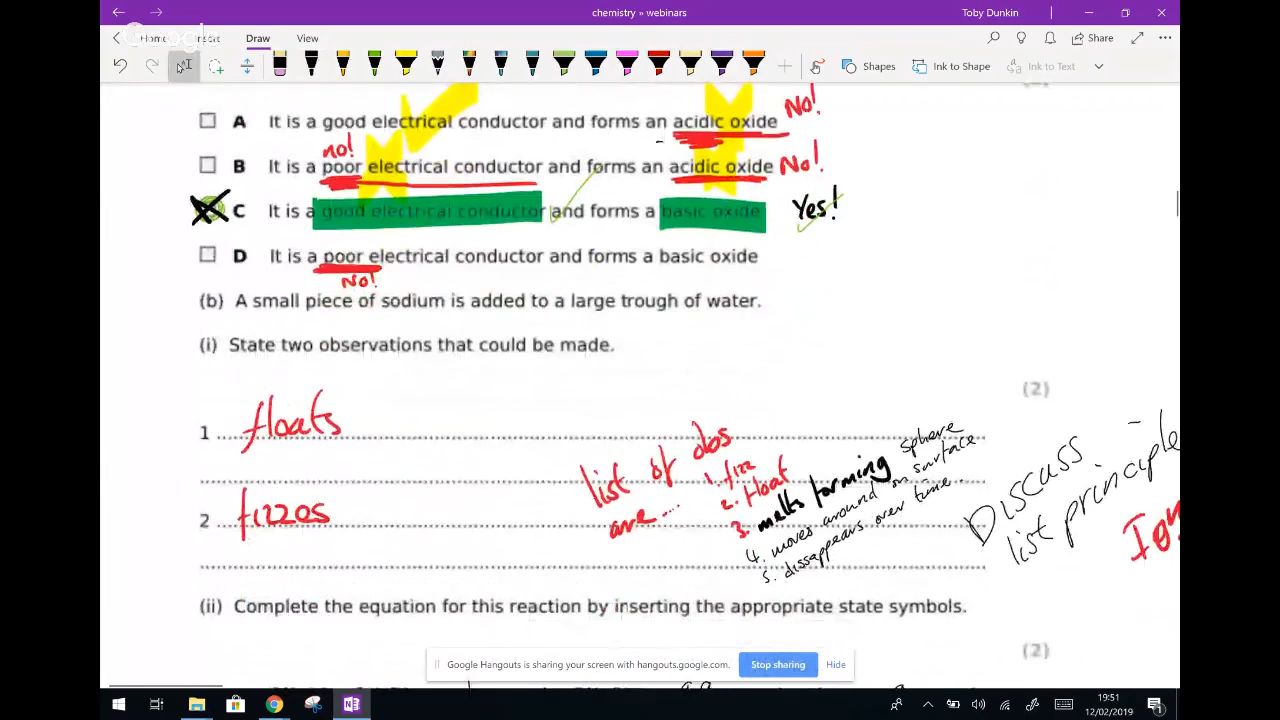 chemistry » webinars
Toby Dunkin
Google
Home Insert Draw View
Share
Shapes
Ink to Shape
Ink to Text
A It is a good electrical conductor and forms an acidic oxide No!
no!
B It is a poor electrical conductor and forms an acidic oxide No!
C It is a good electrical conductor and forms a basic oxide Yes!
D It is a poor electrical conductor and forms a basic oxide
No!
(b) A small piece of sodium is added to a large trough of water.
(i) State two observations that could be made.
(2)
1 floats
2 fizzes
list of obs
are...
1. fizz
2. float
3. melts forming sphere
4. moves around on surface
5. dissappears over time.
Discuss
list principle
(ii) Complete the equation for this reaction by inserting the appropriate state symbols.
(2)
Google Hangouts is sharing your screen with hangouts.google.com.
Stop sharing
Hide
19:51
12/02/2019